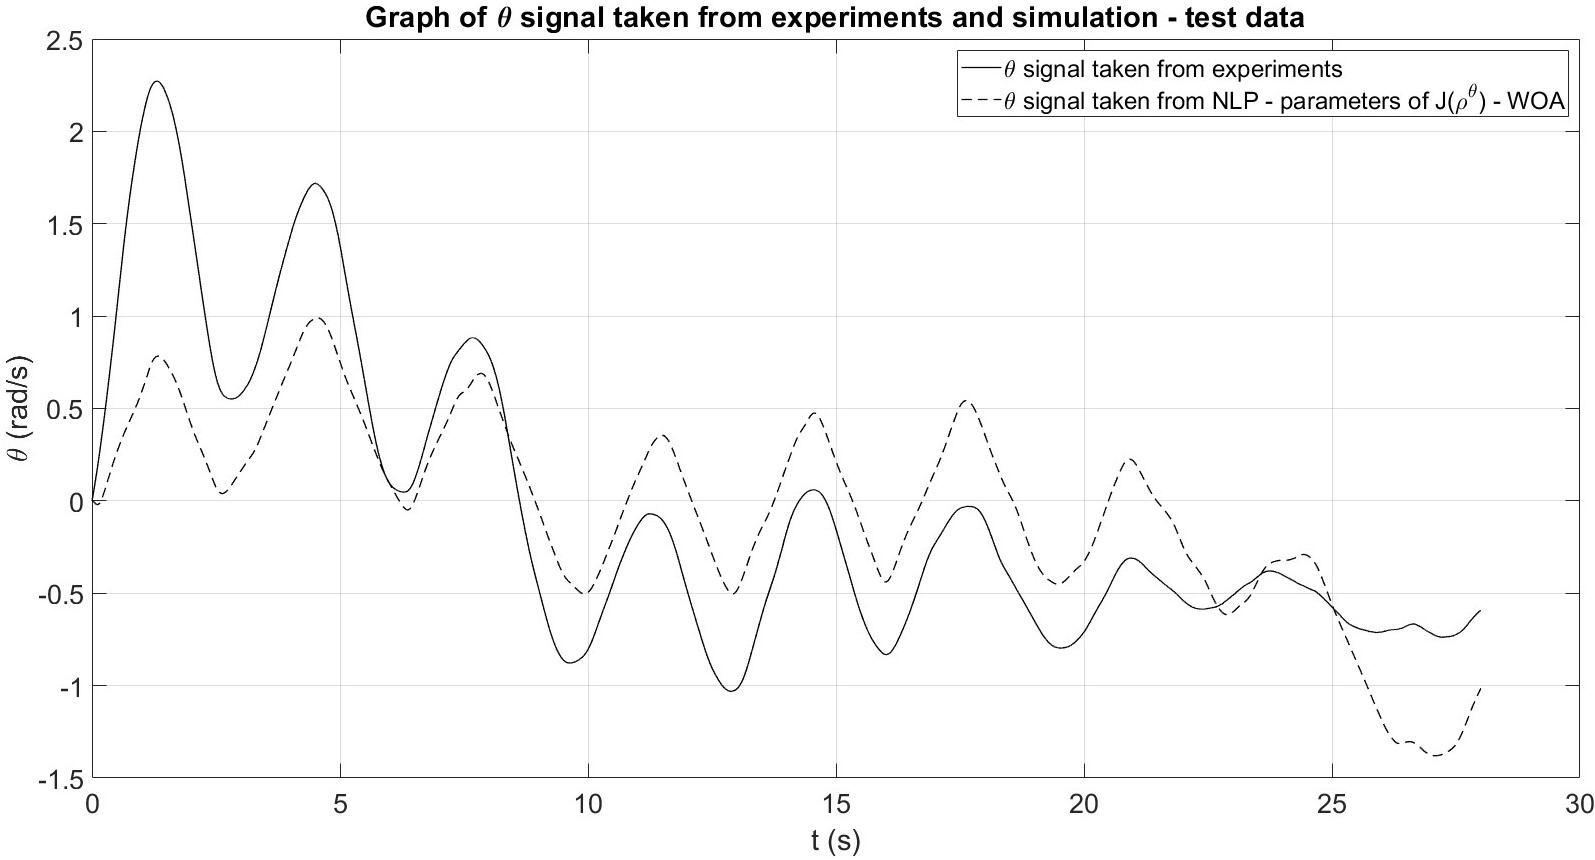 Graph of θ signal taken from experiments and simulation - test data
θ signal taken from experiments
θ signal taken from NLP - parameters of J(ρ^θ) - WOA
θ (rad/s)
2.5
2
1.5
1
0.5
0
-0.5
-1
-1.5
0 5 10 15 20 25 30
t (s)